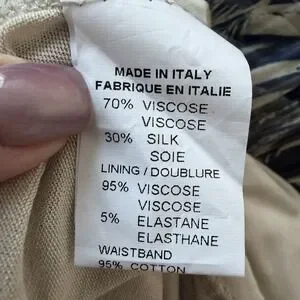 MADE IN ITALY
FABRIQUE EN ITALIE
70% VISCOSE
VISCOSE
30% SILK
SOIE
LINING / DOUBLURE
95% VISCOSE
VISCOSE
5% ELASTANE
ELASTHANE
WAISTBAND
95% COTTON